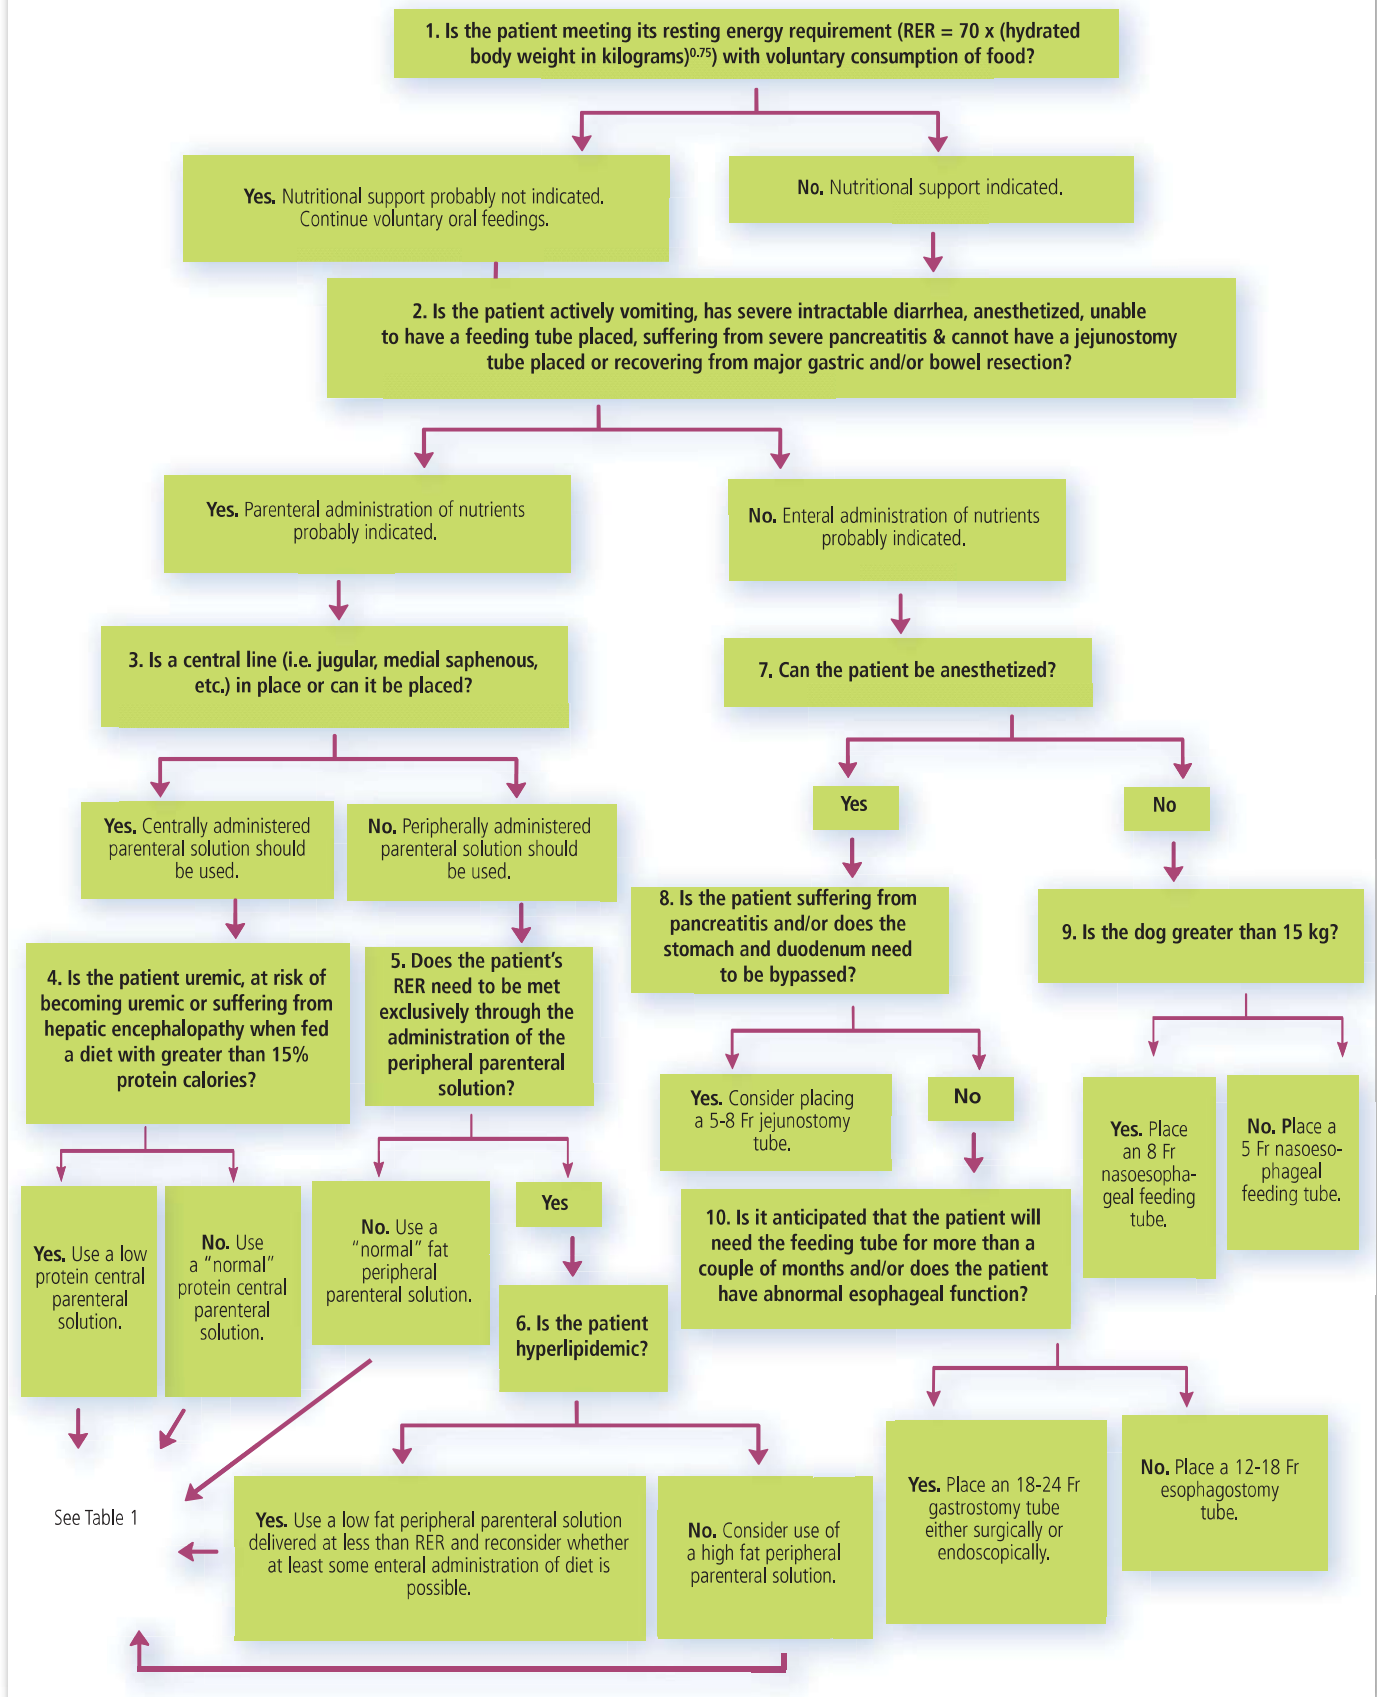 1. Is the patient meeting its resting energy requirement (RER = 70 x (hydrated
body weight in kilograms)0.75) with voluntary consumption of food?
Yes. Nutritional support probably not indicated.
Continue voluntary oral feedings.
No. Nutritional support indicated.
2. Is the patient actively vomiting, has severe intractable diarrhea, anesthetized, unable
to have a feeding tube placed, suffering from severe pancreatitis & cannot have a jejunostomy
tube placed or recovering from major gastric and/or bowel resection?
Yes. Parenteral administration of nutrients
probably indicated.
No. Enteral administration of nutrients
probably indicated.
3. Is a central line (i.e. jugular, medial saphenous,
etc.) in place or can it be placed?
7. Can the patient be anesthetized?
Yes. Centrally administered
parenteral solution should
be used.
No. Peripherally administered
parenteral solution should
be used.
Yes
No
4. Is the patient uremic, at risk of
becoming uremic or suffering from
hepatic encephalopathy when fed
a diet with greater than 15%
protein calories?
5. Does the patient's
RER need to be met
exclusively through the
administration of the
peripheral parenteral
solution?
8. Is the patient suffering from
pancreatitis and/or does the
stomach and duodenum need
to be bypassed?
9. Is the dog greater than 15 kg?
Yes. Consider placing
a 5-8 Fr jejunostomy
tube.
No
Yes. Place
an 8 Fr
nasoesopha-
geal feeding
tube.
No. Place a
5 Fr nasoeso-
phageal
feeding tube.
Yes. Use a low
protein central
parenteral
solution.
No. Use
a "normal"
protein central
parenteral
solution.
No. Use a
"normal" fat
peripheral
parenteral solution.
Yes
6. Is the patient
hyperlipidemic?
10. Is it anticipated that the patient will
need the feeding tube for more than a
couple of months and/or does the patient
have abnormal esophageal function?
See Table 1
Yes. Use a low fat peripheral parenteral solution
delivered at less than RER and reconsider whether
at least some enteral administration of diet is
possible.
No. Consider use of
a high fat peripheral
parenteral solution.
Yes. Place an 18-24 Fr
gastrostomy tube
either surgically or
endoscopically.
No. Place a 12-18 Fr
esophagostomy
tube.